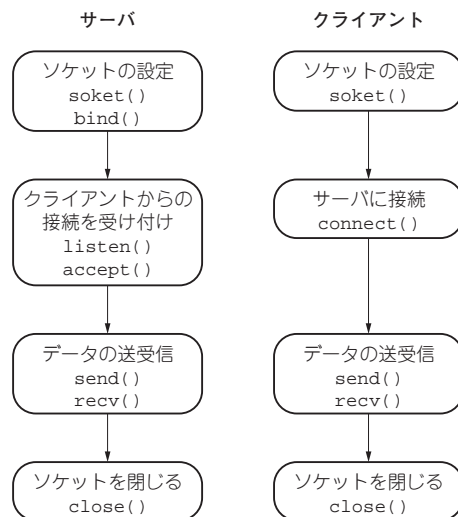 サーバ
ソケットの設定
soket()
bind()
クライアントからの
接続を受け付け
listen()
accept()
データの送受信
send()
recv()
ソケットを閉じる
close()
クライアント
ソケットの設定
soket()
サーバに接続
connect()
データの送受信
send()
recv()
ソケットを閉じる
close()